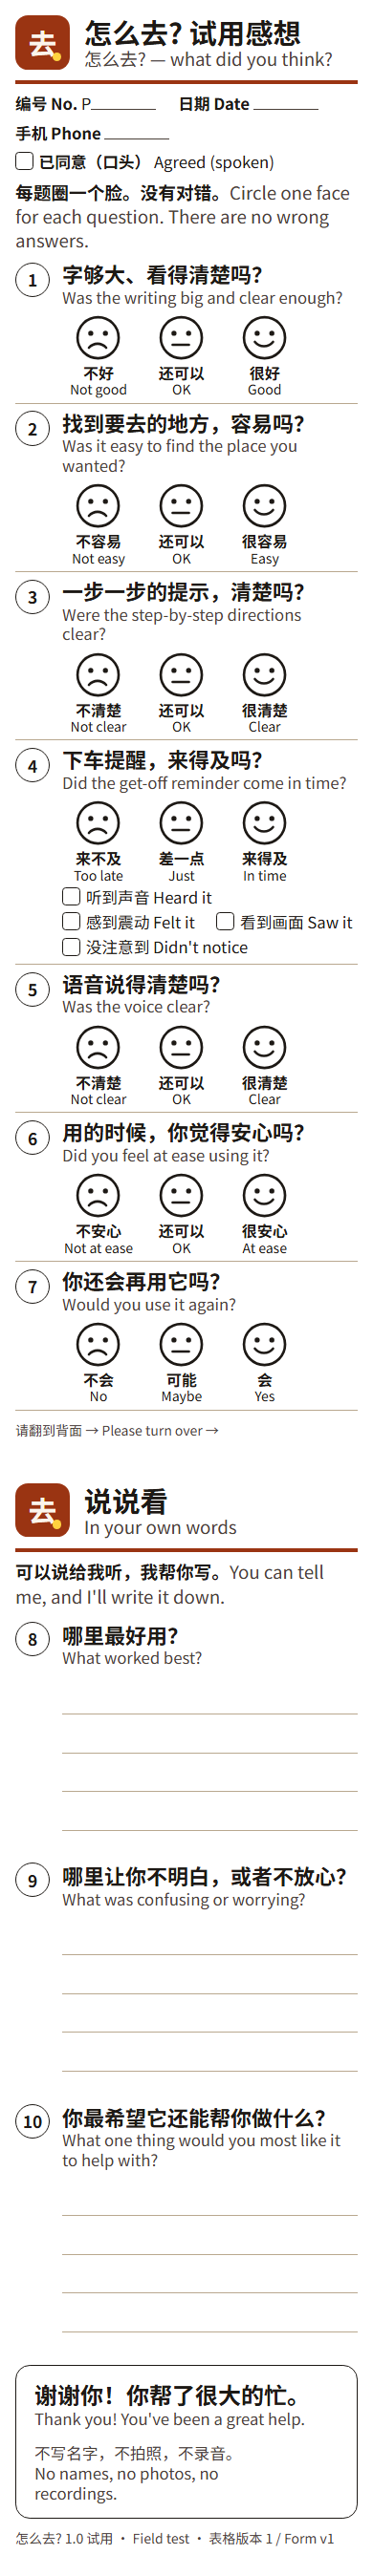 去
怎么去? 试用感想
怎么去? — what did you think?
编号 No. P________ 日期 Date ________
手机 Phone ________
已同意（口头） Agreed (spoken)
每题圈一个脸。没有对错。Circle one face
for each question. There are no wrong
answers.
1 字够大、看得清楚吗？
Was the writing big and clear enough?
不好 还可以 很好
Not good OK Good
2 找到要去的地方，容易吗？
Was it easy to find the place you
wanted?
不容易 还可以 很容易
Not easy OK Easy
3 一步一步的提示，清楚吗？
Were the step-by-step directions
clear?
不清楚 还可以 很清楚
Not clear OK Clear
4 下车提醒，来得及吗？
Did the get-off reminder come in time?
来不及 差一点 来得及
Too late Just In time
听到声音 Heard it
感到震动 Felt it 看到画面 Saw it
没注意到 Didn't notice
5 语音说得清楚吗？
Was the voice clear?
不清楚 还可以 很清楚
Not clear OK Clear
6 用的时候，你觉得安心吗？
Did you feel at ease using it?
不安心 还可以 很安心
Not at ease OK At ease
7 你还会再用它吗？
Would you use it again?
不会 可能 会
No Maybe Yes
请翻到背面 → Please turn over →
去
说说看
In your own words
可以说给我听，我帮你写。You can tell
me, and I'll write it down.
8 哪里最好用？
What worked best?
9 哪里让你不明白，或者不放心？
What was confusing or worrying?
10 你最希望它还能帮你做什么？
What one thing would you most like it
to help with?
谢谢你！你帮了很大的忙。
Thank you! You've been a great help.
不写名字，不拍照，不录音。
No names, no photos, no
recordings.
怎么去? 1.0 试用 · Field test · 表格版本 1 / Form v1